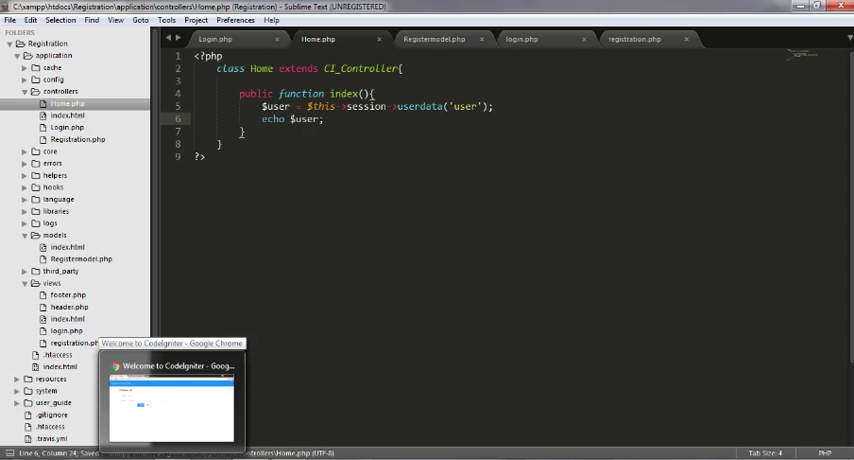 C:\xampp\htdocs\Registration\application\controllers\Home.php (Registration) - Sublime Text (UNREGISTERED)
File Edit Selection Find View Goto Tools Project Preferences Help
FOLDERS
Registration
application
cache
config
controllers
Home.php
index.html
Login.php
Registration.php
core
errors
helpers
hooks
language
libraries
logs
models
index.html
Registermodel.php
third_party
views
footer.php
header.php
index.html
login.php
registration.ph
.htaccess
index.html
resources
system
user_guide
.gitignore
.htaccess
.travis.yml
Login.php
Home.php
Registermodel.php
login.php
registration.php
1 <?php
2 class Home extends CI_Controller{
3
4 public function index(){
5 $user = $this->session->userdata('user');
6 echo $user;
7 }
8 }
9 ?>
Welcome to CodeIgniter - Google Chrome
Welcome to CodeIgniter - Goog...
Line 6, Column 24; Saved
\controllers\Home.php (UTF-8)
Tab Size: 4
PHP